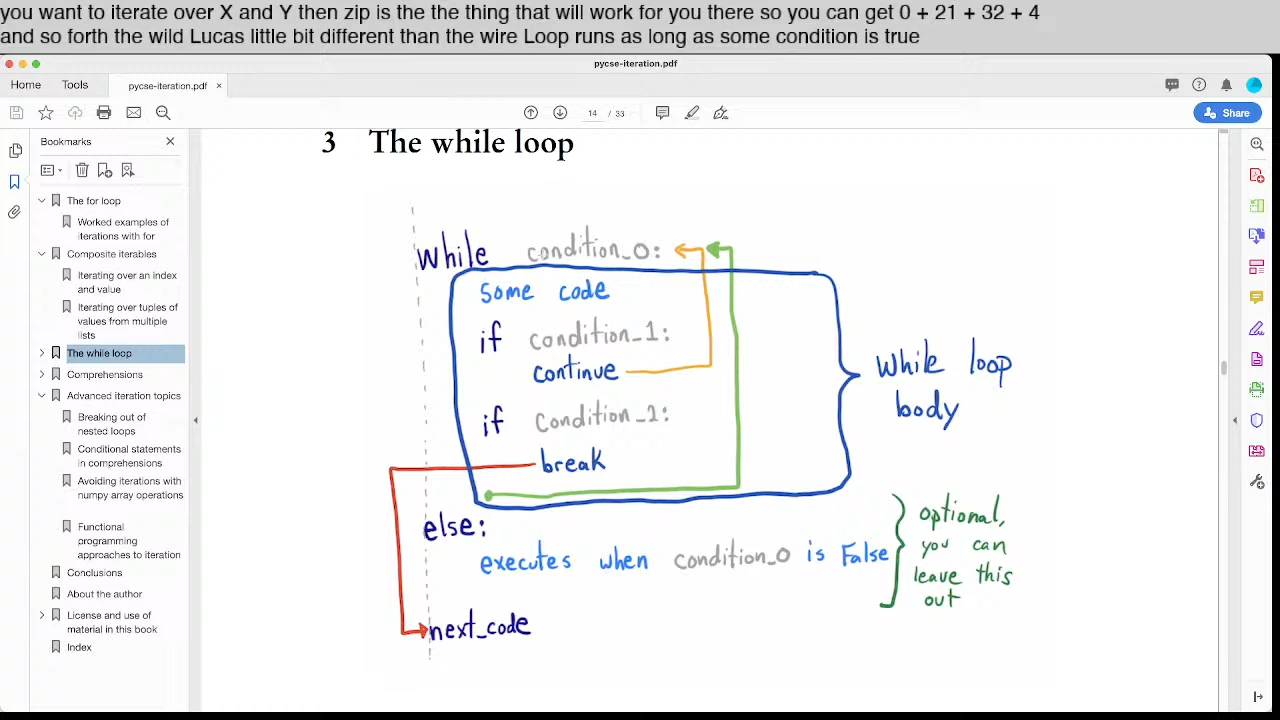 you want to iterate over X and Y then zip is the the thing that will work for you there so you can get 0 + 21 + 32 + 4
and so forth the wild Lucas little bit different than the wire Loop runs as long as some condition is true
pycse-iteration.pdf
Home
Tools
pycse-iteration.pdf ×
14 / 33
Share
Bookmarks
The for loop
Worked examples of
iterations with for
Composite iterables
Iterating over an index
and value
Iterating over tuples of
values from multiple
lists
The while loop
Comprehensions
Advanced iteration topics
Breaking out of
nested loops
Conditional statements
in comprehensions
Avoiding iterations with
numpy array operations
Functional
programming
approaches to iteration
Conclusions
About the author
License and use of
material in this book
Index
3 The while loop
While condition_0:
some code
if condition_1:
continue
if condition_1:
break
While loop
body
else:
executes when condition_0 is False
optional,
you can
leave this
out
next_code